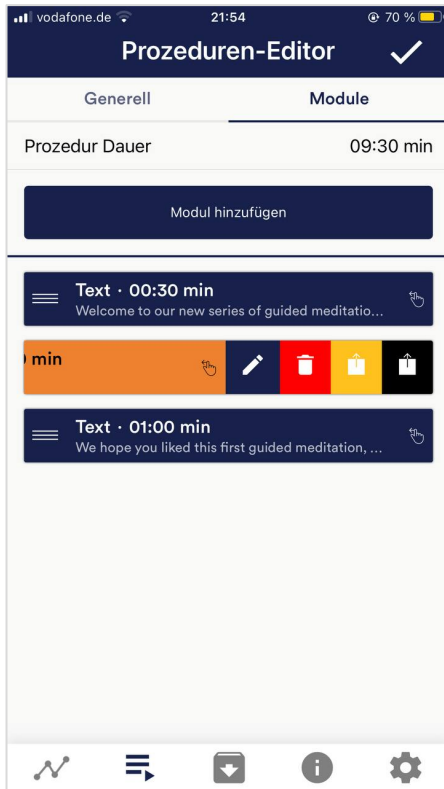 vodafone.de 21:54 70 %
Prozeduren-Editor
Generell Module
Prozedur Dauer 09:30 min
Modul hinzufügen
Text · 00:30 min
Welcome to our new series of guided meditatio...
min
Text · 01:00 min
We hope you liked this first guided meditation, ...